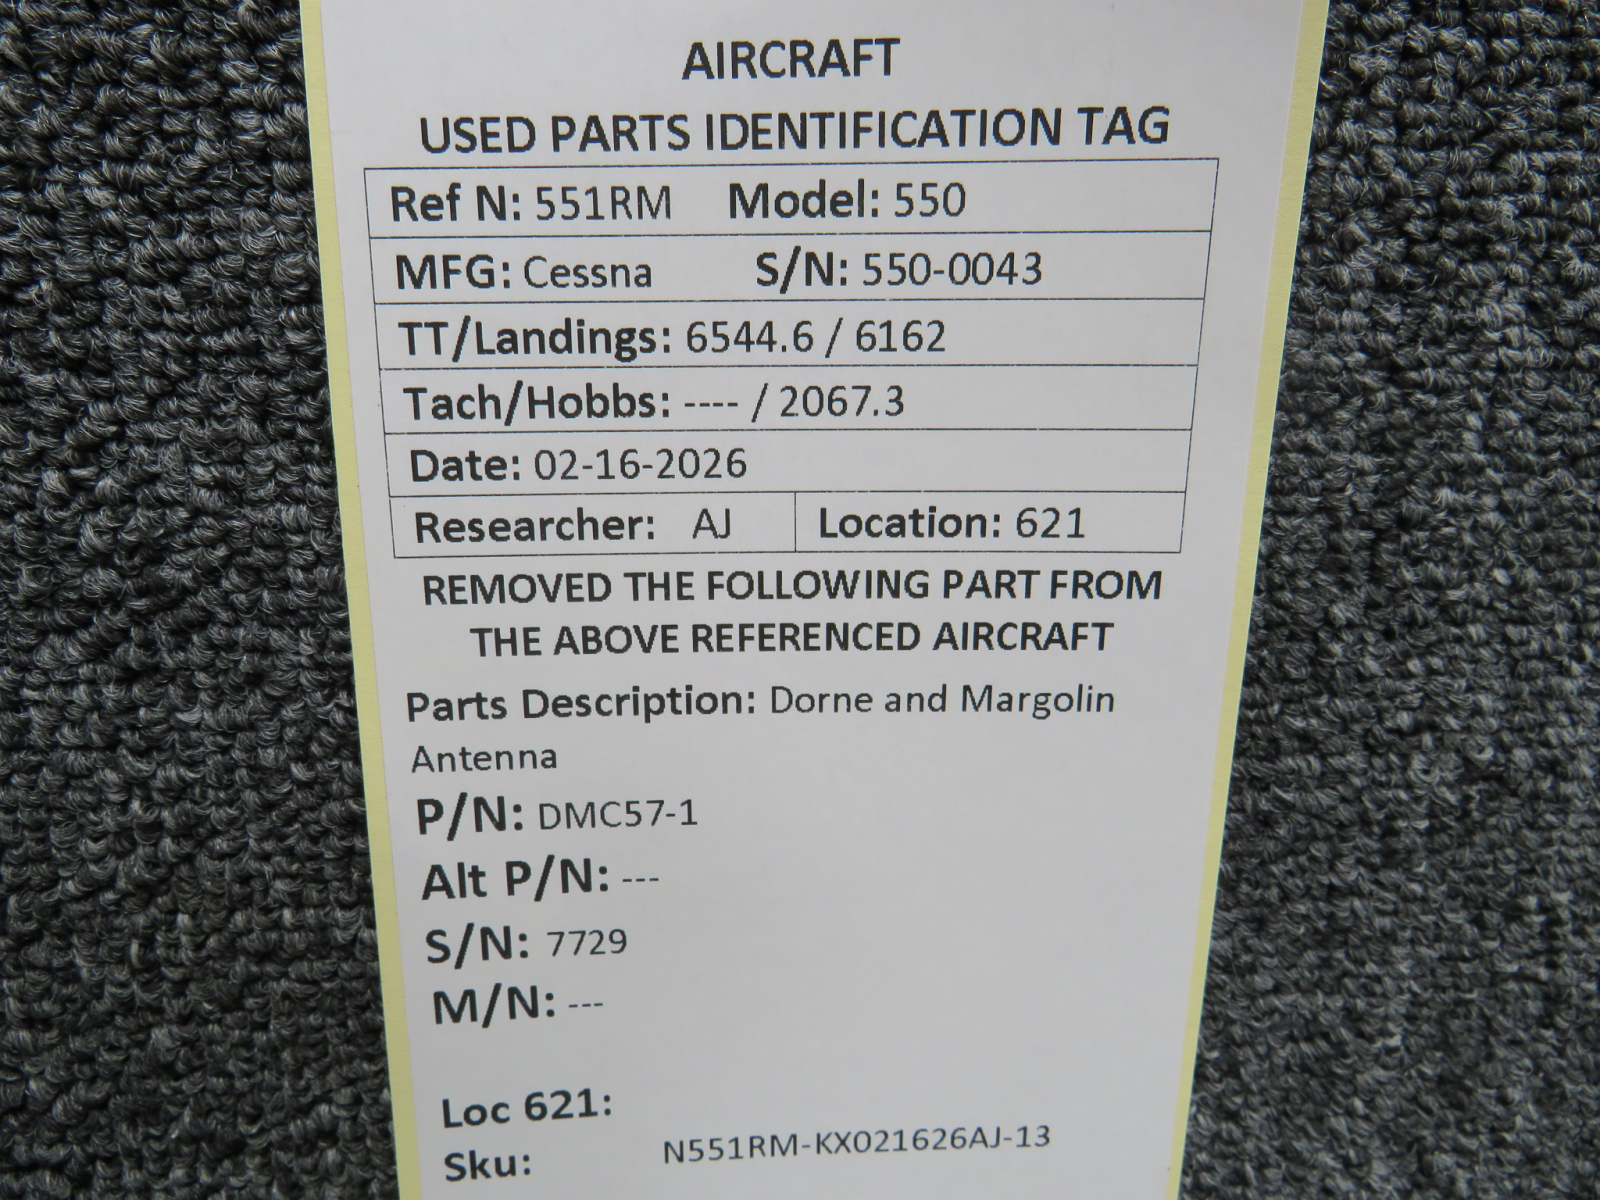 AIRCRAFT
USED PARTS IDENTIFICATION TAG
Ref N: 551RM Model: 550
MFG: Cessna S/N: 550-0043
TT/Landings: 6544.6 / 6162
Tach/Hobbs: ---- / 2067.3
Date: 02-16-2026
Researcher: AJ Location: 621
REMOVED THE FOLLOWING PART FROM
THE ABOVE REFERENCED AIRCRAFT
Parts Description: Dorne and Margolin
Antenna
P/N: DMC57-1
Alt P/N: ---
S/N: 7729
M/N: ---
Loc 621:
Sku: N551RM-KX021626AJ-13